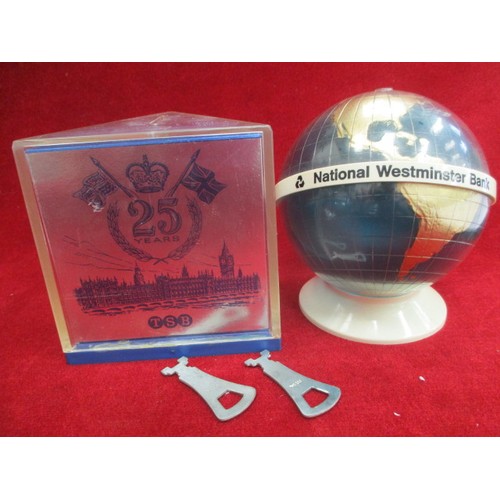 25
YEARS
TSB
National Westminster Bank